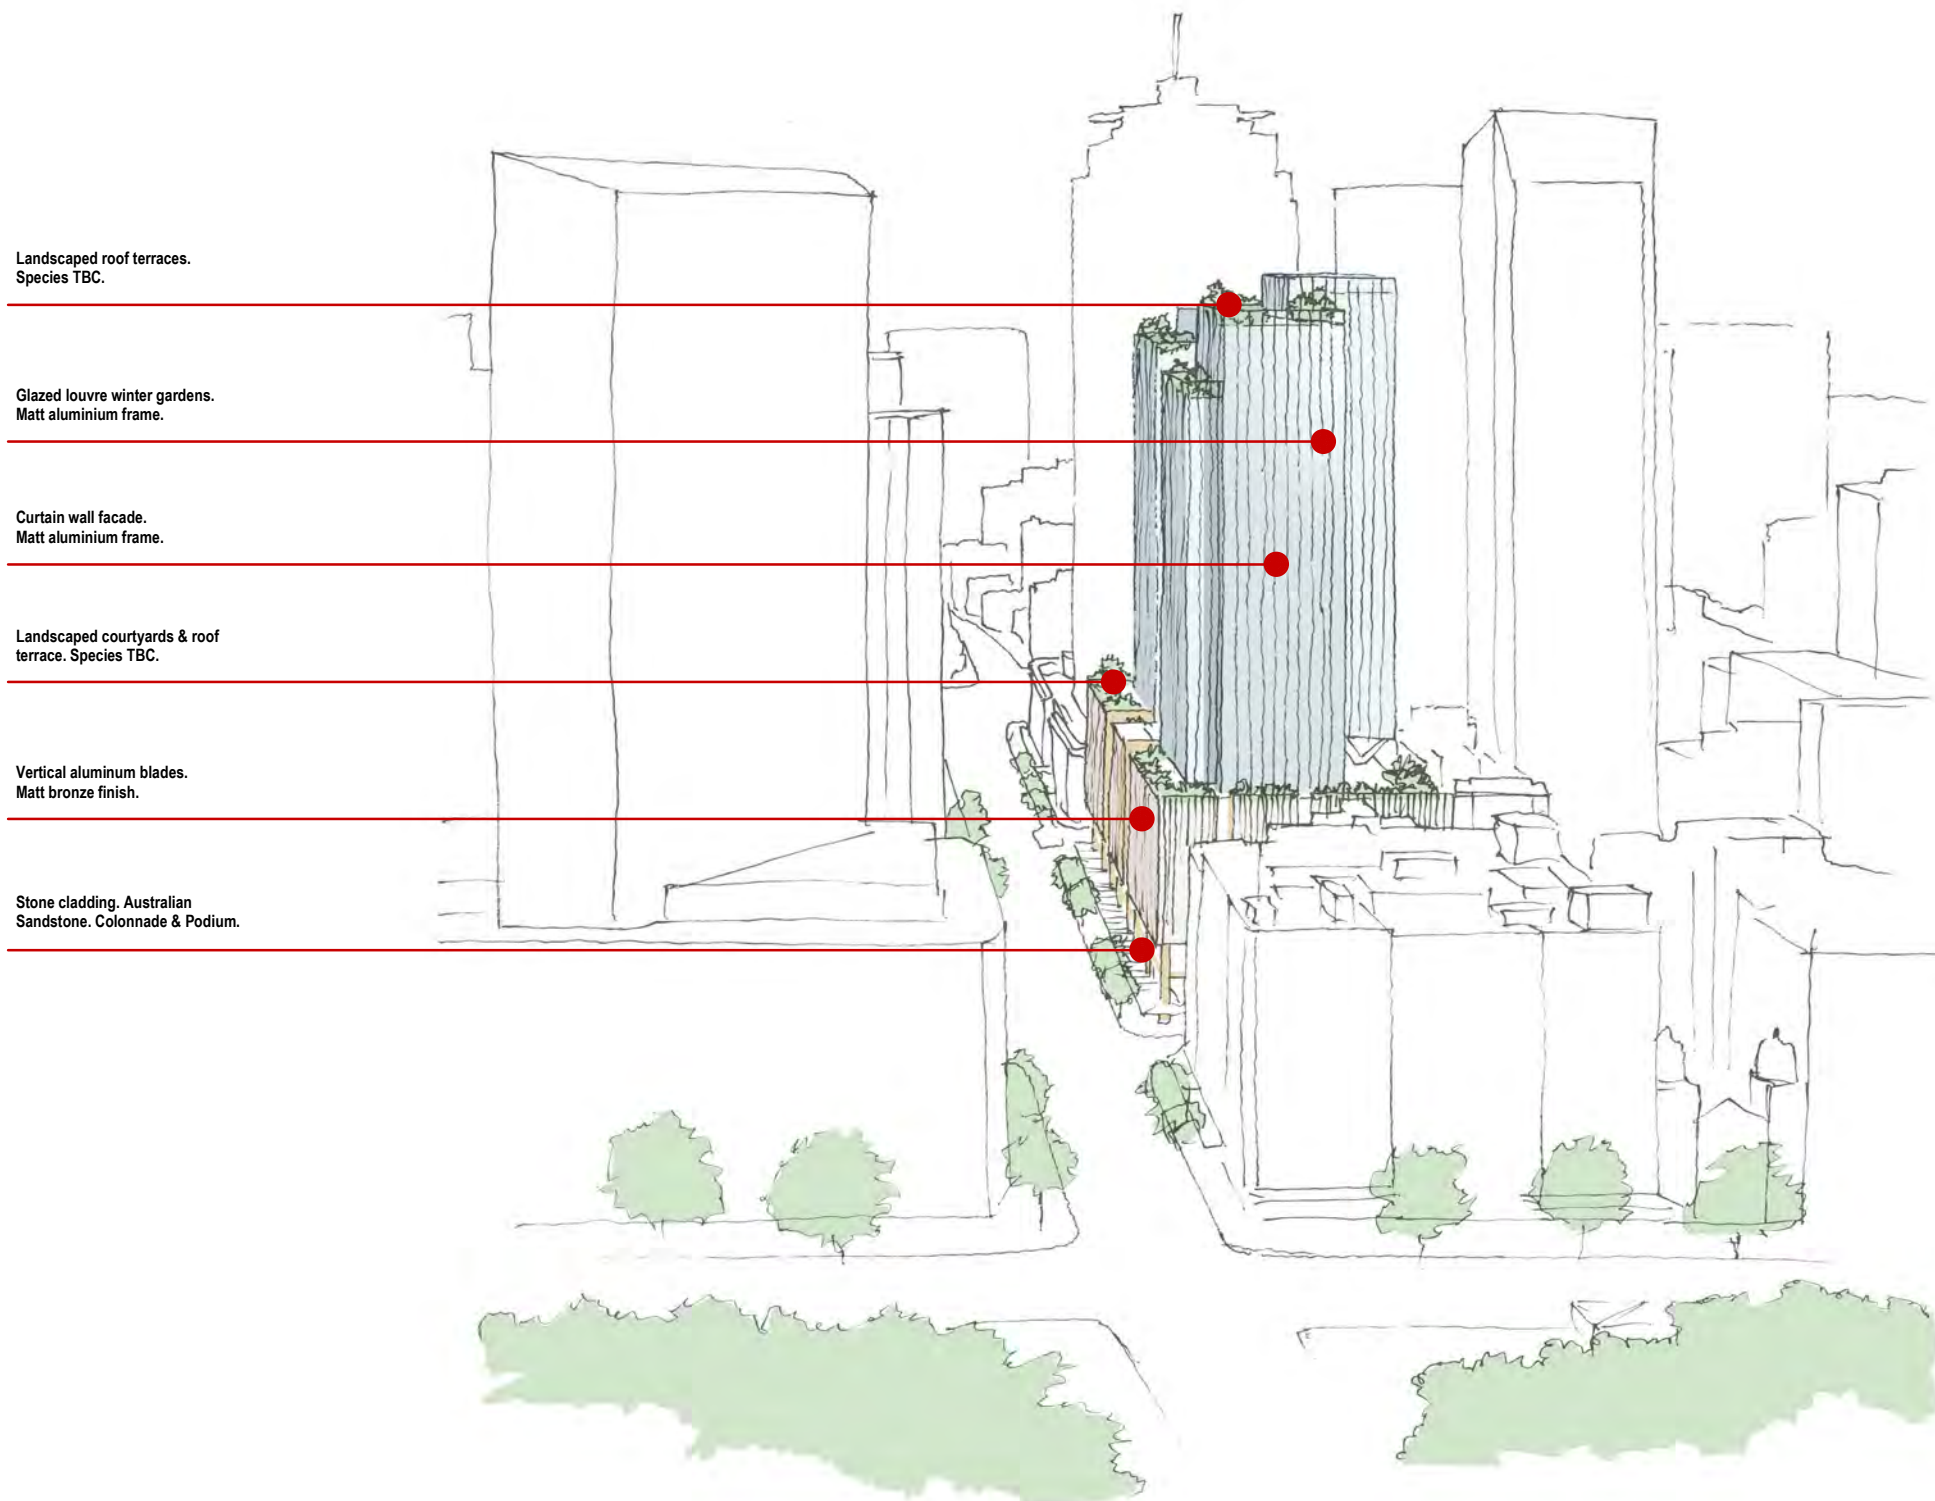 Landscaped roof terraces.
Species TBC.
Glazed louvre winter gardens.
Matt aluminium frame.
Curtain wall facade.
Matt aluminium frame.
Landscaped courtyards & roof
terrace. Species TBC.
Vertical aluminum blades.
Matt bronze finish.
Stone cladding. Australian
Sandstone. Colonnade & Podium.